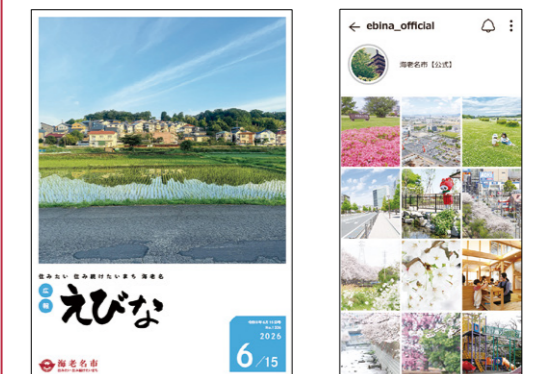 住みたい 住み続けたいまち 海老名
広報
えびな
2026
6/15
海老名市
ebina_official
海老名市【公式】